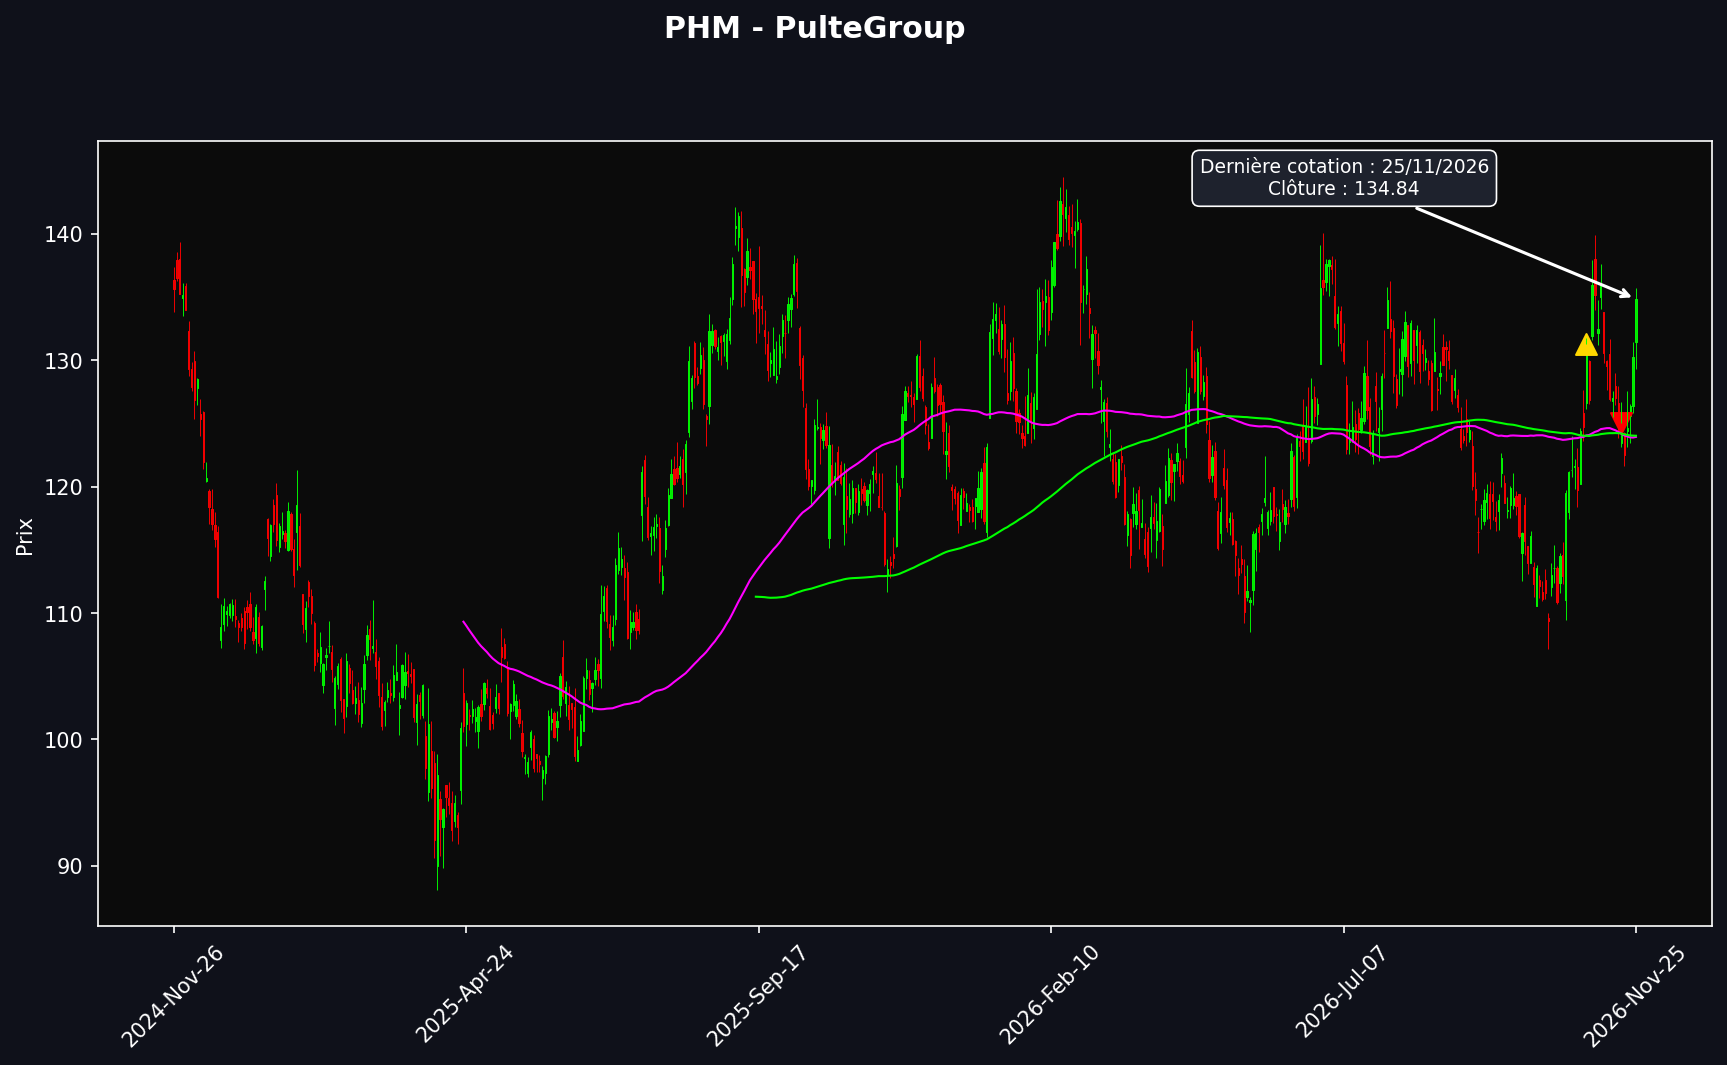 PHM - PulteGroup
Dernière cotation : 25/11/2026
Clôture : 134.84
Prix
140
130
120
110
100
90
2024-Nov-26
2025-Apr-24
2025-Sep-17
2026-Feb-10
2026-Jul-07
2026-Nov-25